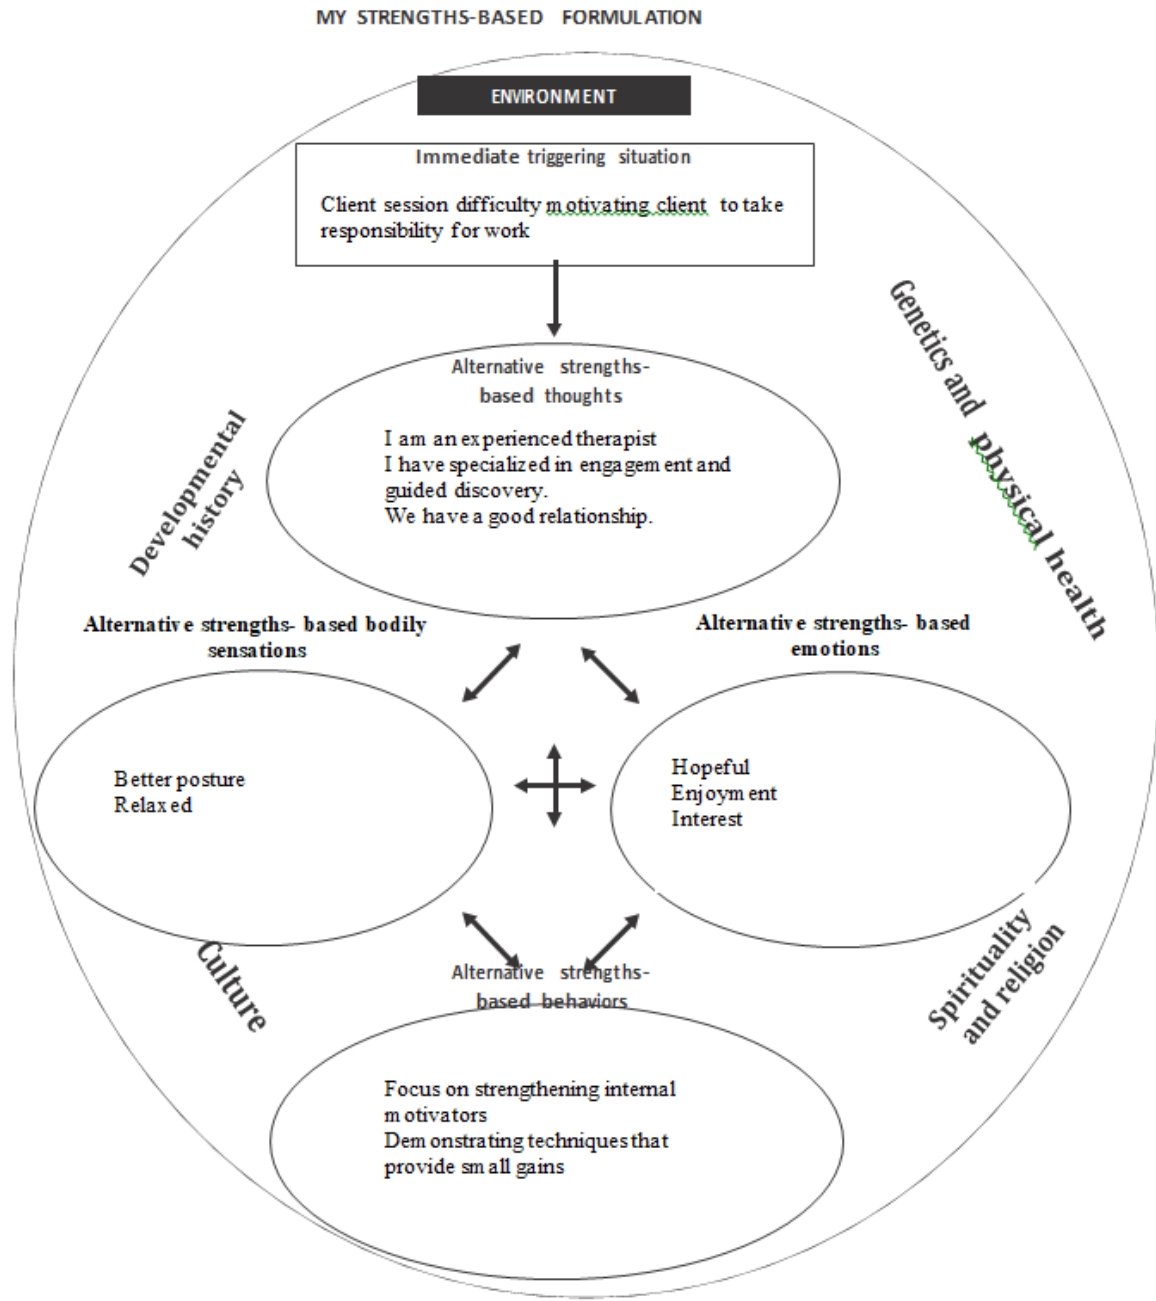 MY STRENGTHS-BASED FORMULATION
ENVIRONMENT
Immediate triggering situation
Client session difficulty motivating client to take
responsibility for work
Genetics and physical health
Alternative strengths-
based thoughts
I am an experienced therapist
I have specialized in engagement and
guided discovery.
We have a good relationship.
Developmental
history
Alternative strengths- based bodily
sensations
Alternative strengths- based
emotions
Better posture
Relaxed
Hopeful
Enjoyment
Interest
Culture
Spirituality
and religion
Alternative strengths-
based behaviors
Focus on strengthening internal
motivators
Demonstrating techniques that
provide small gains